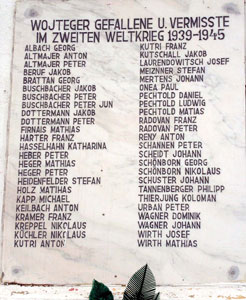 WOJTEGER GEFALLENE U. VERMISSTE
IM ZWEITEN WELTKRIEG 1939-1945
ALBACH GEORG
ALTMAJER ANTON
ALTMAJER PETER
BERUF JAKOB
BRATTAN GEORG
BUSCHBACHER JAKOB
BUSCHBACHER PETER
BUSCHBACHER PETER JUN
DOTTERMANN JAKOB
DOTTERMANN PETER
FIRNAIS MATHIAS
HARTER FRANZ
HASSELHAHN KATHARINA
HEBER PETER
HEGER MATHIAS
HEGER PETER
HEIDENFELDER STEFAN
HOLZ MATIHAS
KAPP MICHAEL
KEILBACH ANTON
KRAMER FRANZ
KREPPEL NIKOLAUS
KÜCHLER NIKOLAUS
KUTRI ANTON
KUTRI FRANZ
KUTSCHALL JAKOB
LAURENDOWITSCH JOSEF
MEIZINNER STEFAN
MERTENS JOHANN
ONEA PAUL
PECHTOLD DANIEL
PECHTOLD LUDWIG
PECHTOLD MATIAS
RADOVAN FRANZ
RADOVAN PETER
RENY ANTON
SCHANNEN PETER
SCHEIDT JOHANN
SCHÖNBORN GEORG
SCHÖNBORN NIKOLAUS
SCHUSTER JOHANN
TANNENBERGER PHILIPP
THIERJUNG KOLOMAN
URBAN PETER
WAGNER DOMINIK
WAGNER JOHANN
WIRTH JOSEF
WIRTH MATHIAS